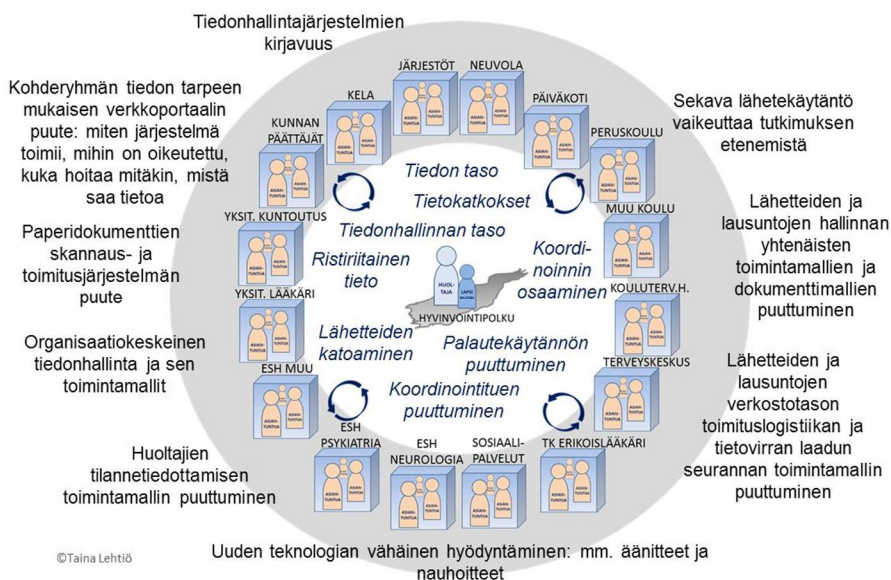 Tiedonhallintajärjestelmien
kirjavuus
Kohderyhmän tiedon tarpeen
mukaisen verkkoportaalin
puute: miten järjestelmä
toimii, mihin on oikeutettu,
kuka hoitaa mitäkin, mistä
saa tietoa
Paperidokumenttien
skannaus- ja
toimitusjärjestelmän
puute
Organisaatiokeskeinen
tiedonhallinta ja sen
toimintamallit
Huoltajien
tilannetiedottamisen
toimintamallin puuttuminen
©Taina Lehtiö
KUNNAN
PÄÄTTÄJÄT
KELA
JÄRJESTÖT
NEUVOLA
PÄIVÄKOTI
PERUSKOULU
MUU KOULU
KOULUTERV.H.
TERVEYSKESKUS
TK ERIKOISLÄÄKÄRI
SOSIAALI-
PALVELUT
ESH
NEUROLOGIA
ESH
PSYKIATRIA
ESH MUU
YKSIT. LÄÄKÄRI
YKSIT. KUNTOUTUS
Tiedon taso
Tietokatkokset
Tiedonhallinnan taso
Ristiriitainen
tieto
Koordi-
noinnin
osaaminen
HUOL-
TAJA
LAPSI
HYVINVOINTIPOLKU
Lähetteiden
katoaminen
Palautekäytännön
puuttuminen
Koordinointituen
puuttuminen
Sekava lähetekäytäntö
vaikeuttaa tutkimuksen
etenemistä
Lähetteiden ja
lausuntojen hallinnan
yhtenäisten
toimintamallien ja
dokumenttimallien
puuttuminen
Lähetteiden ja
lausuntojen
verkostotason
toimituslogistiikan ja
tietovirran laadun
seurannan toimintamallin
puuttuminen
Uuden teknologian vähäinen hyödyntäminen: mm. äänitteet ja
nauhoitteet